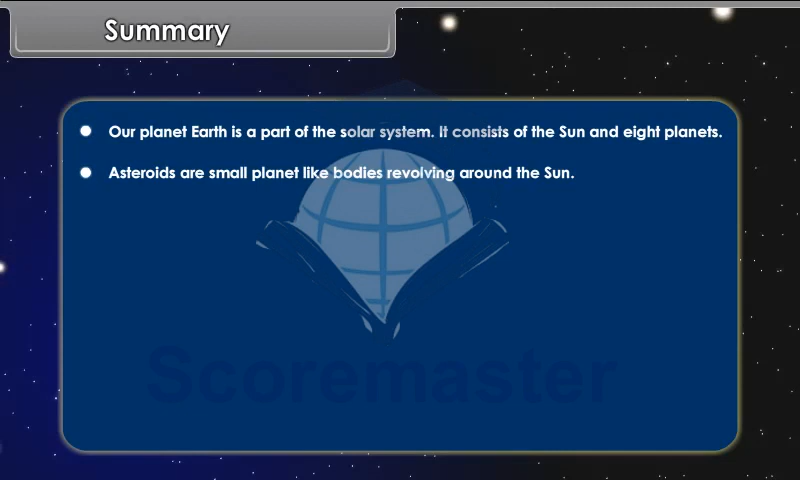 Summary
Our planet Earth is a part of the solar system. It consists of the Sun and eight planets.
Asteroids are small planet like bodies revolving around the Sun.
Scoremaster